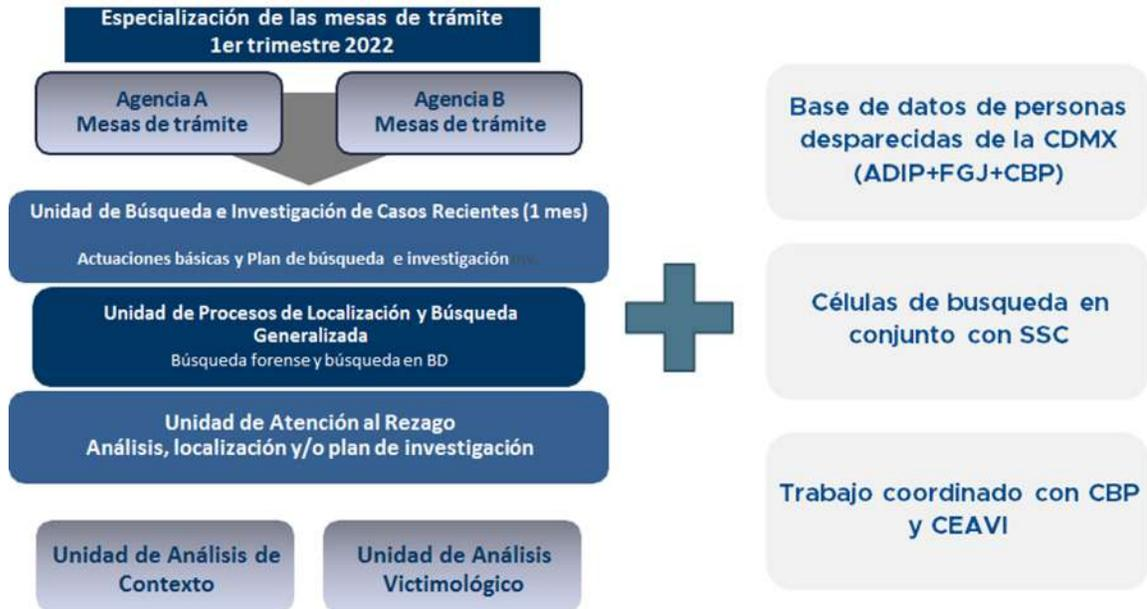 Especialización de las mesas de trámite
1er trimestre 2022
Agencia A
Mesas de trámite
Agencia B
Mesas de trámite
Unidad de Búsqueda e Investigación de Casos Recientes (1 mes)
Actuaciones básicas y Plan de búsqueda e investigación
Unidad de Procesos de Localización y Búsqueda
Generalizada
Búsqueda forense y búsqueda en BD
Unidad de Atención al Rezago
Análisis, localización y/o plan de investigación
Unidad de Análisis de
Contexto
Unidad de Análisis
Victimológico
Base de datos de personas
desparecidas de la CDMX
(ADIP+FGJ+CBP)
Células de busqueda en
conjunto con SSC
Trabajo coordinado con CBP
y CEAVI